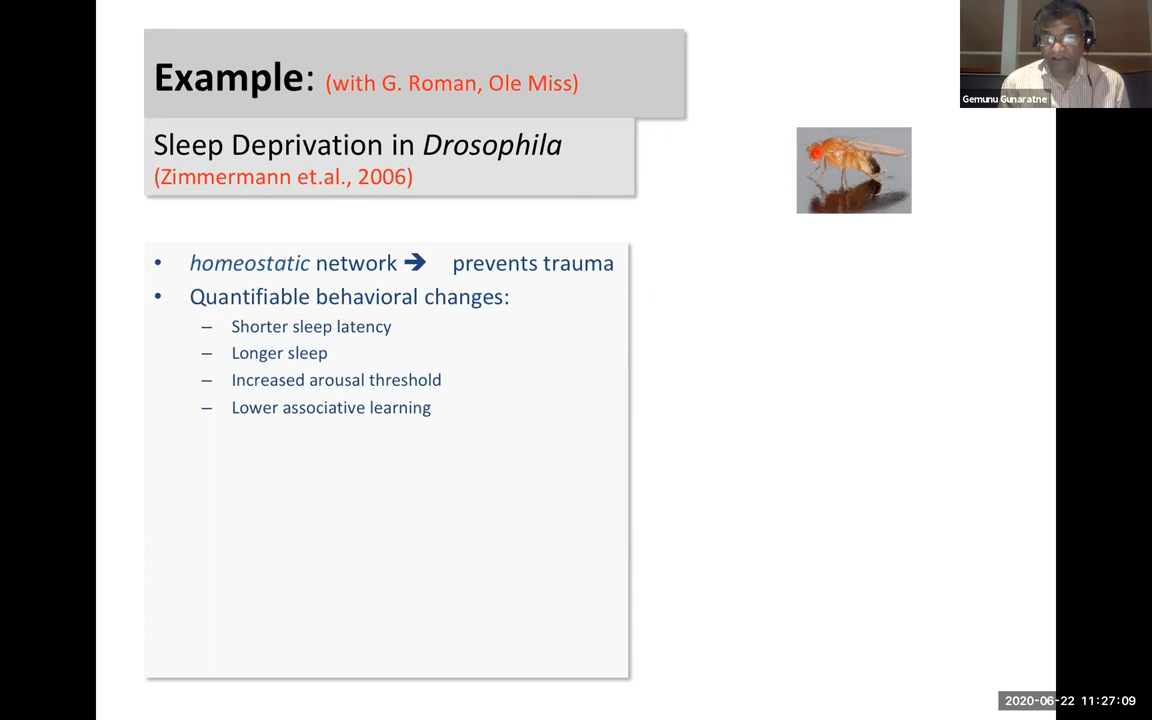 Example: (with G. Roman, Ole Miss)
Gemunu Gunaratne
Sleep Deprivation in Drosophila
(Zimmermann et.al., 2006)
• homeostatic network ➔ prevents trauma
• Quantifiable behavioral changes:
– Shorter sleep latency
– Longer sleep
– Increased arousal threshold
– Lower associative learning
2020-06-22 11:27:09